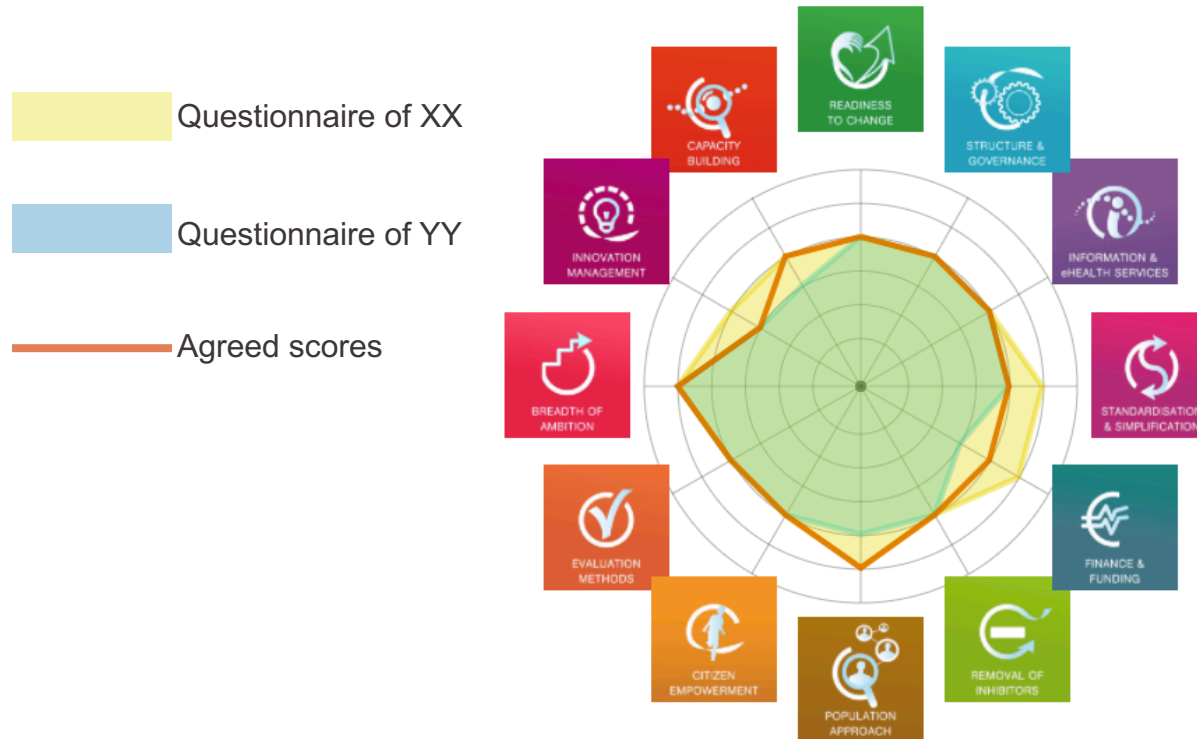 Questionnaire of XX
Questionnaire of YY
Agreed scores
READINESS
TO CHANGE
STRUCTURE &
GOVERNANCE
INFORMATION &
eHEALTH SERVICES
STANDARDISATION
& SIMPLIFICATION
FINANCE &
FUNDING
REMOVAL OF
INHIBITORS
POPULATION
APPROACH
CITIZEN
EMPOWERMENT
EVALUATION
METHODS
BREADTH OF
AMBITION
INNOVATION
MANAGEMENT
CAPACITY
BUILDING